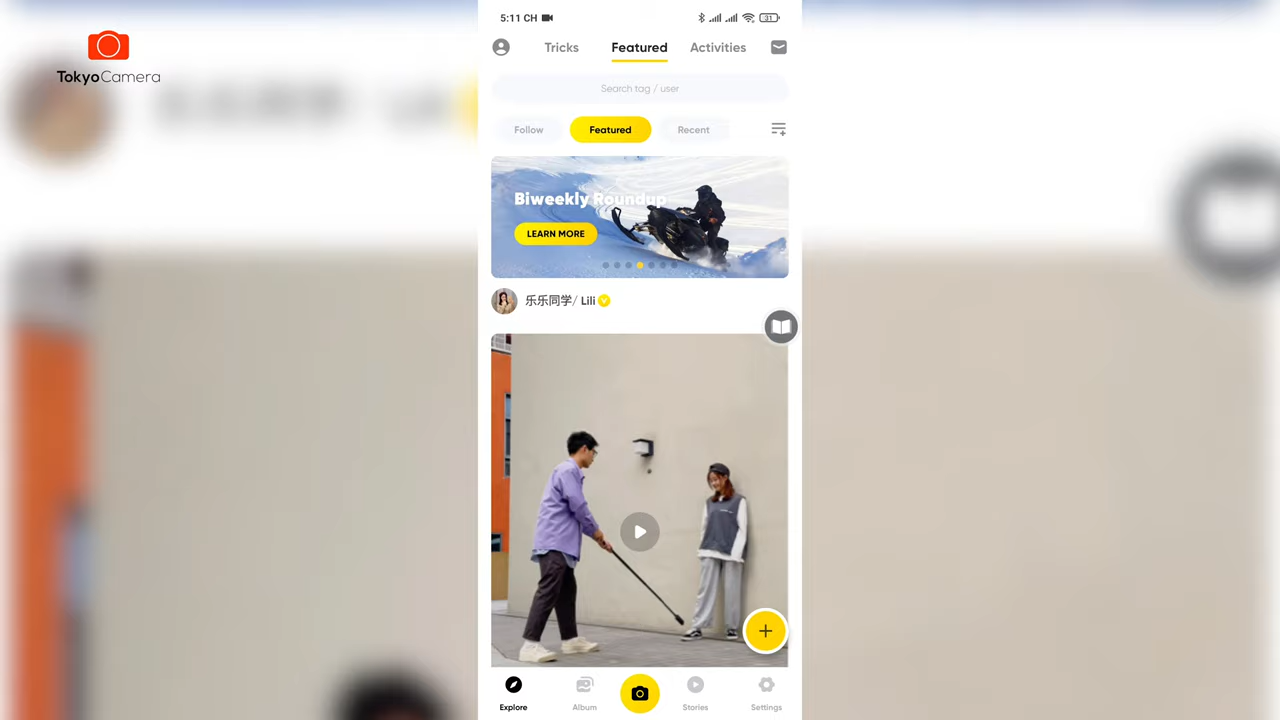 TokyoCamera
5:11 CH
31
Tricks
Featured
Activities
Search tag / user
Follow
Featured
Recent
Biweekly Roundup
LEARN MORE
乐乐同学/ Lili
Explore
Album
Stories
Settings